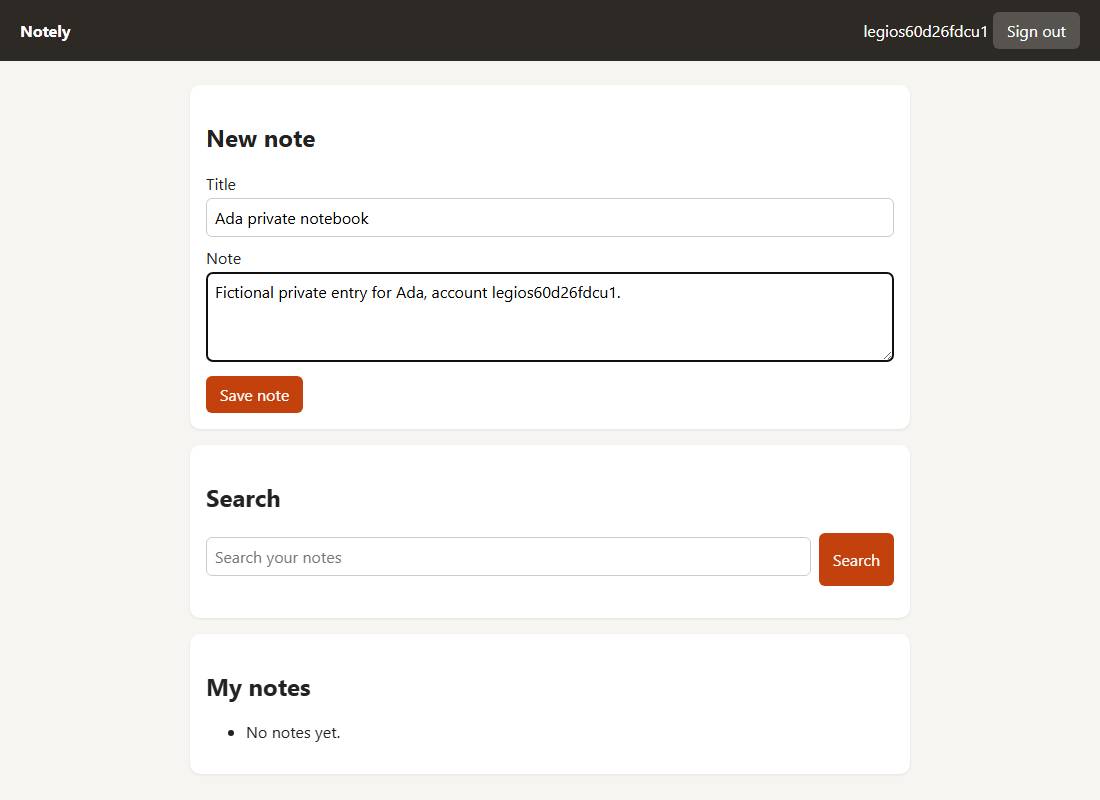 Notely
legios60d26fdcu1 Sign out
New note
Title
Ada private notebook
Note
Fictional private entry for Ada, account legios60d26fdcu1.
Save note
Search
Search your notes
Search
My notes
No notes yet.